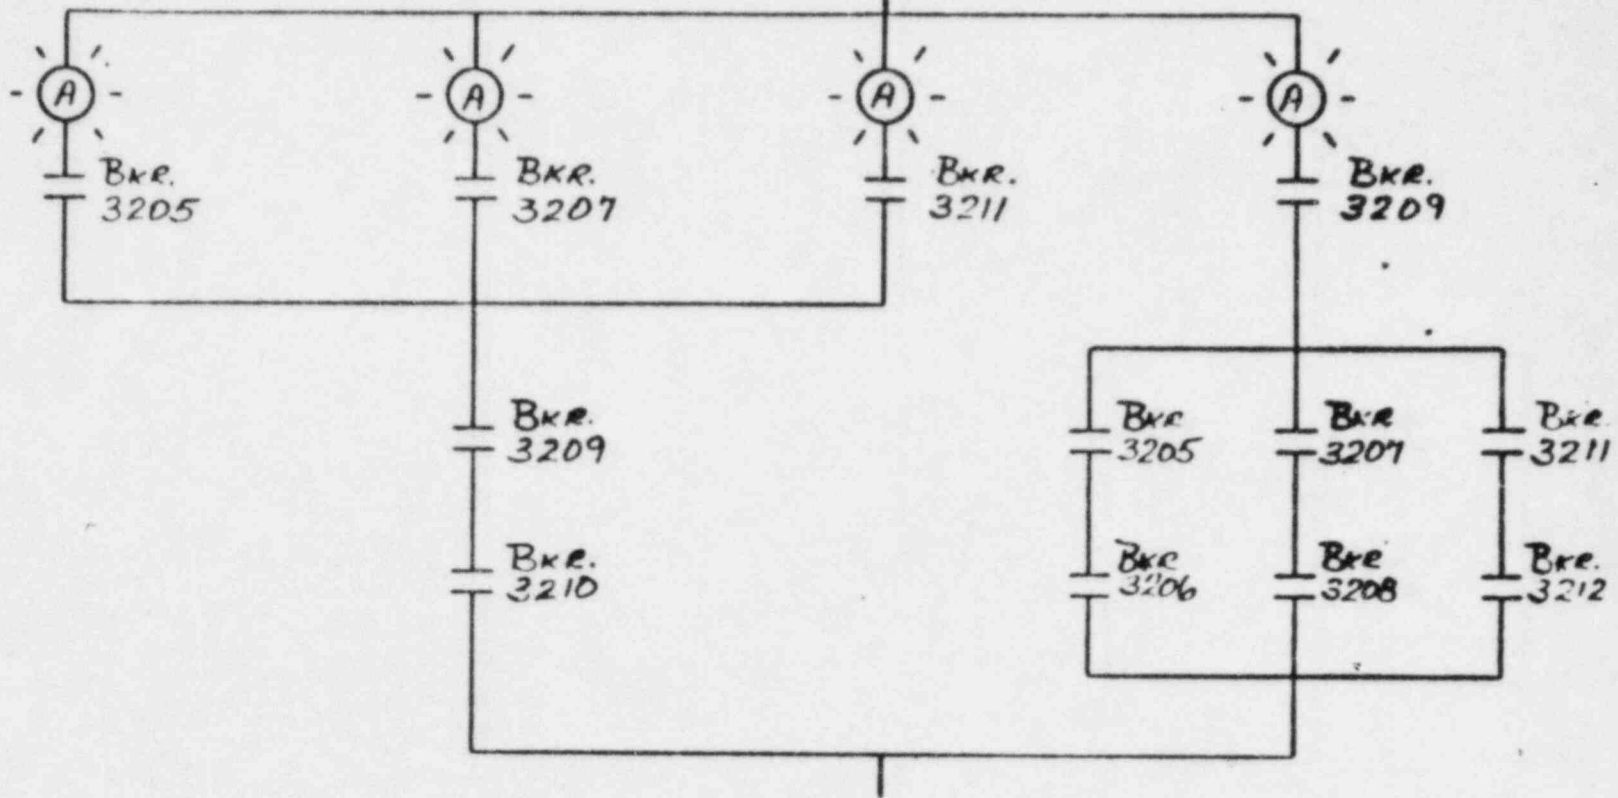 A A A A
BKR.
3205
BKR.
3207
BKR.
3211
BKR.
3209
BKR.
3209
BKR
3205
BKR
3207
BKR.
3211
BKR.
3210
BKR
3206
BKR
3208
BKR.
3212